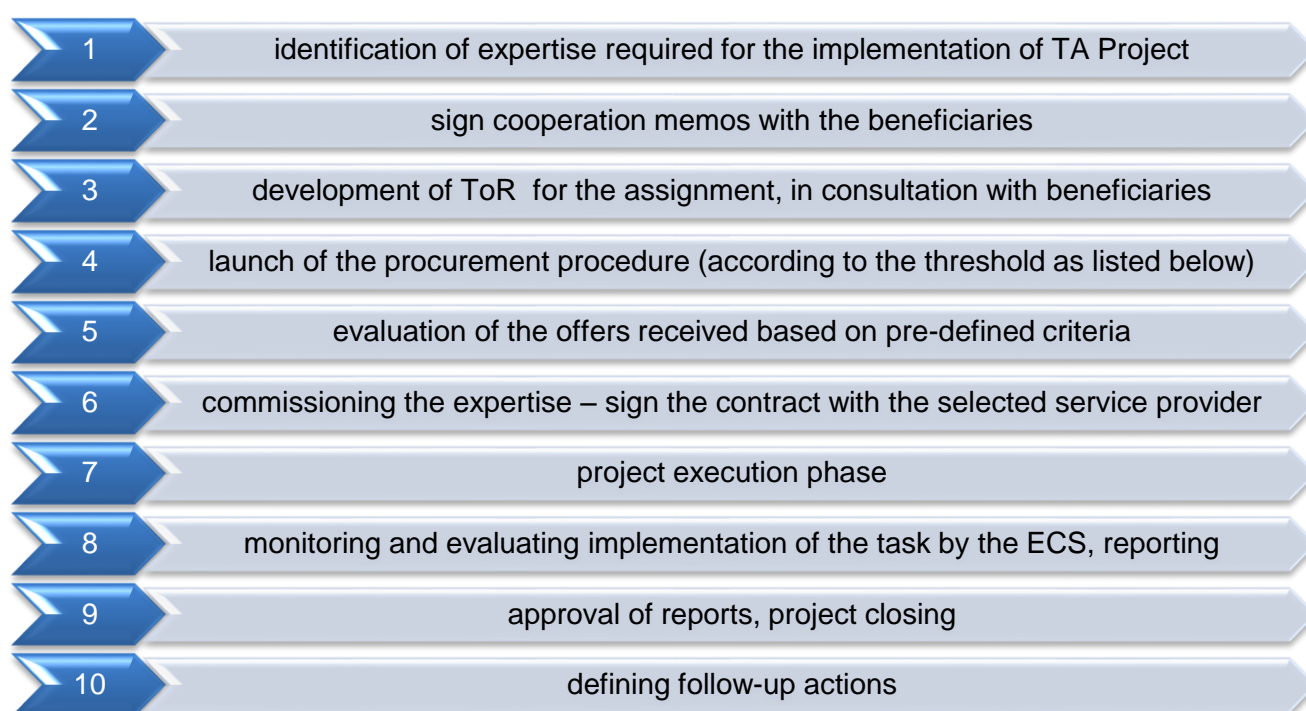 1 identification of expertise required for the implementation of TA Project
2 sign cooperation memos with the beneficiaries
3 development of ToR  for the assignment, in consultation with beneficiaries
4 launch of the procurement procedure (according to the threshold as listed below)
5 evaluation of the offers received based on pre-defined criteria
6 commissioning the expertise – sign the contract with the selected service provider
7 project execution phase
8 monitoring and evaluating implementation of the task by the ECS, reporting
9 approval of reports, project closing
10 defining follow-up actions